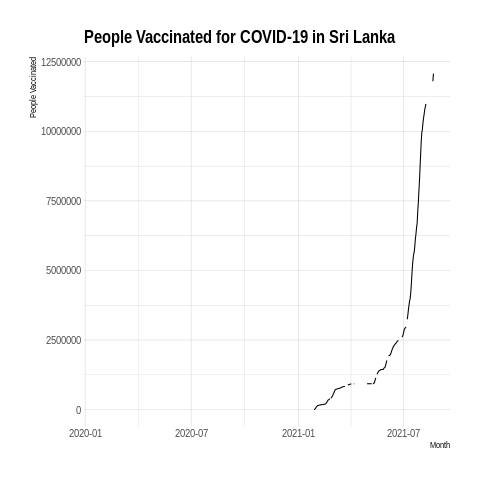 People Vaccinated for COVID-19 in Sri Lanka
People Vaccinated
12500000
10000000
7500000
5000000
2500000
0
2020-01 2020-07 2021-01 2021-07
Month